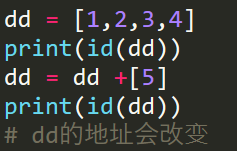 dd = [1,2,3,4]
print(id(dd))
dd = dd +[5]
print(id(dd))
# dd的地址会改变